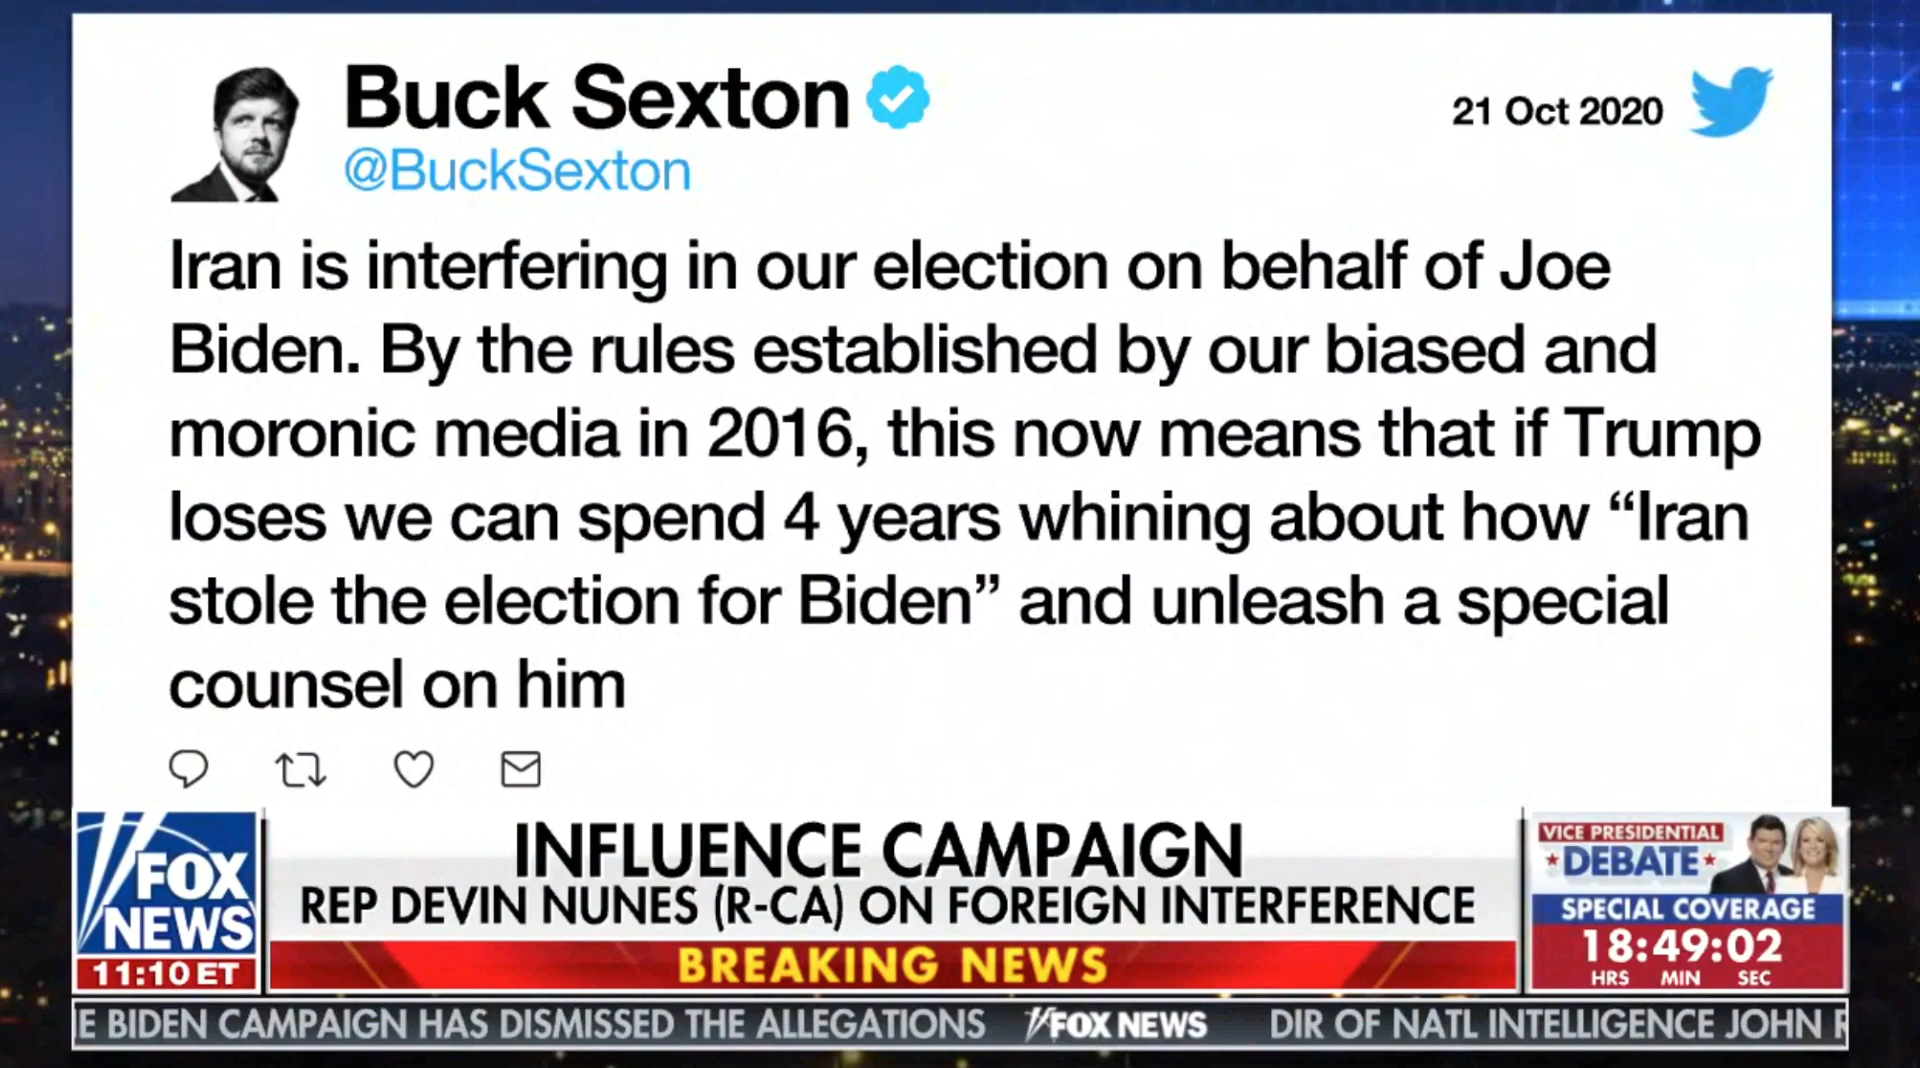 Buck Sexton
@BuckSexton
21 Oct 2020
Iran is interfering in our election on behalf of Joe
Biden. By the rules established by our biased and
moronic media in 2016, this now means that if Trump
loses we can spend 4 years whining about how “Iran
stole the election for Biden” and unleash a special
counsel on him
FOX
NEWS
11:10 ET
INFLUENCE CAMPAIGN
REP DEVIN NUNES (R-CA) ON FOREIGN INTERFERENCE
BREAKING NEWS
VICE PRESIDENTIAL
DEBATE
SPECIAL COVERAGE
18:49:02
HRS MIN SEC
E BIDEN CAMPAIGN HAS DISMISSED THE ALLEGATIONS FOX NEWS DIR OF NATL INTELLIGENCE JOHN